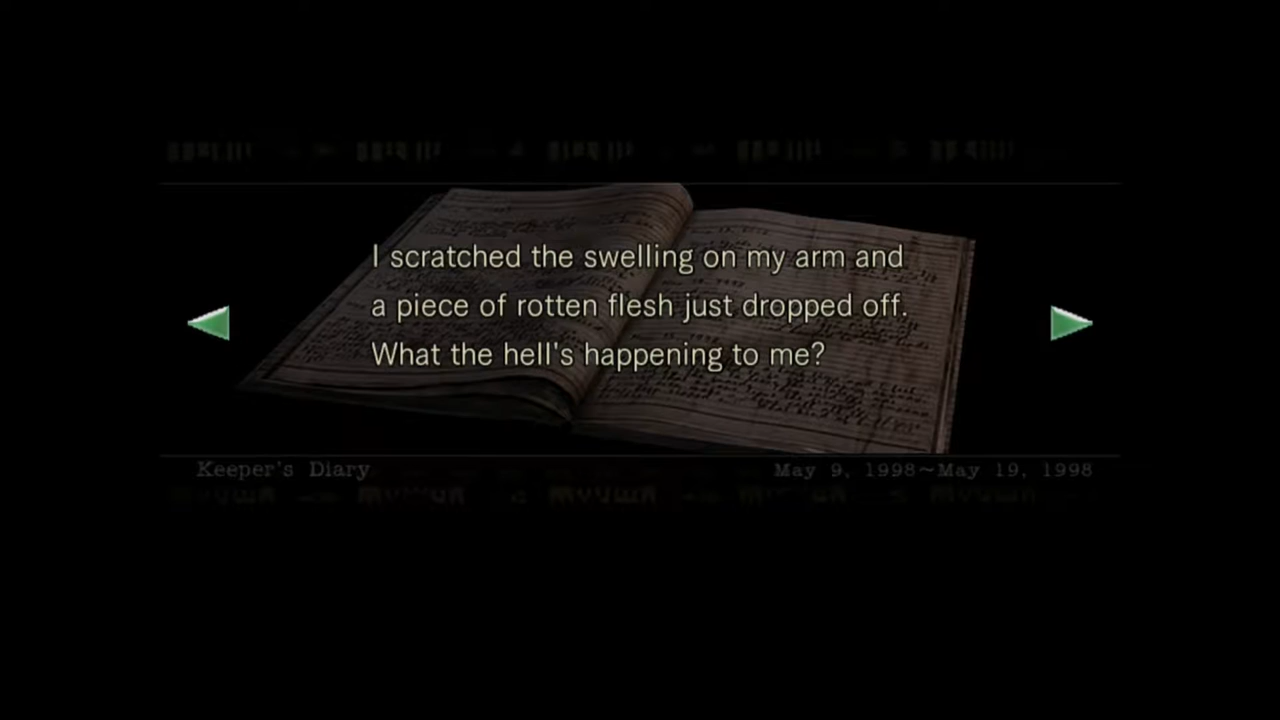 I scratched the swelling on my arm and
a piece of rotten flesh just dropped off.
What the hell's happening to me?
Keeper's Diary
May 9, 1998~May 19, 1998